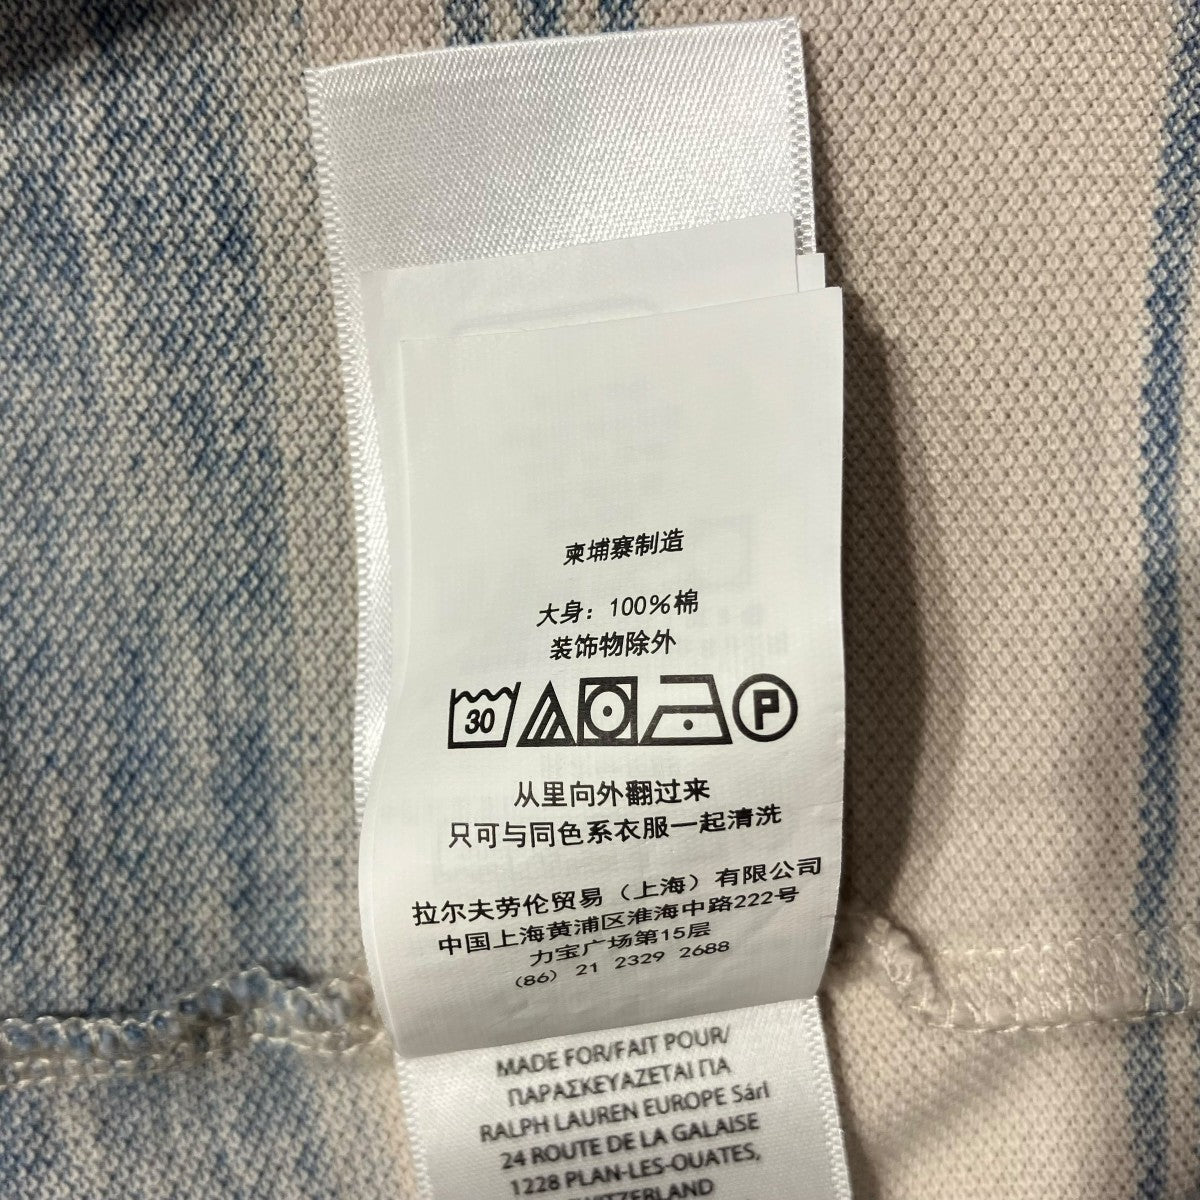 柬埔寨制造
大身：100%棉
装饰物除外
30 P
从里向外翻过来
只可与同色系衣服一起清洗
拉尔夫劳伦贸易（上海）有限公司
中国上海黄浦区淮海中路222号
力宝广场第15层
(86) 21 2329 2688
MADE FOR/FAIT POUR/
ΠΑΡΑΣΚΕΥΑΖΕΤΑΙ ΓΙΑ
RALPH LAUREN EUROPE Sárl
24 ROUTE DE LA GALAISE
1228 PLAN-LES-OUATES,
SWITZERLAND